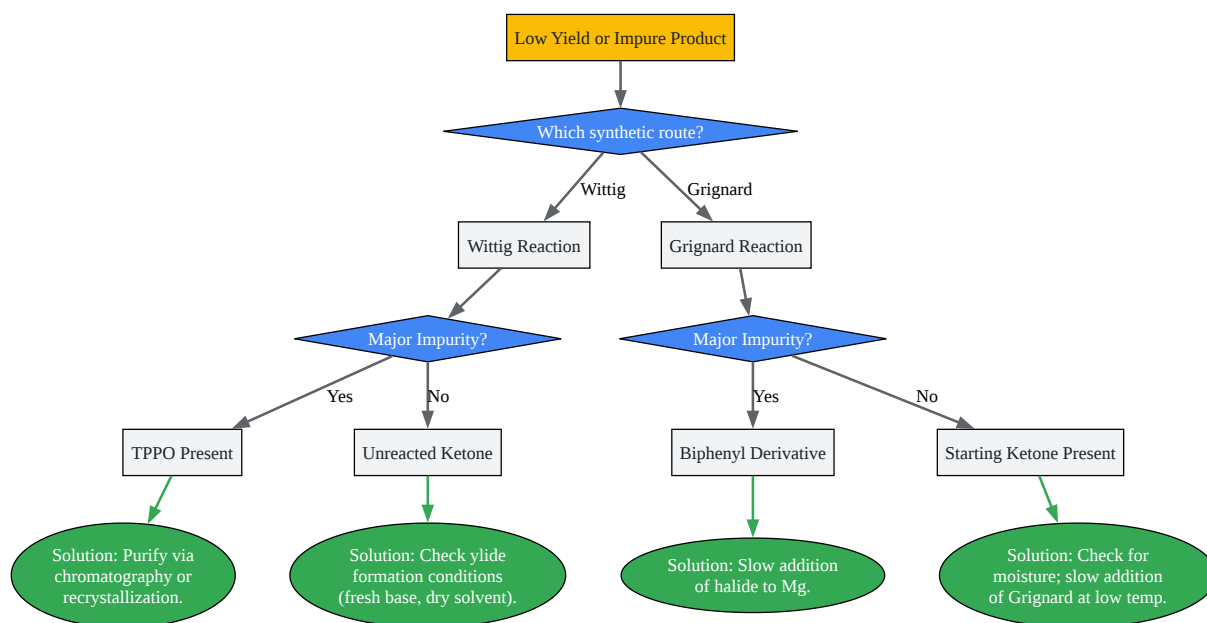 Low Yield or Impure Product
Which synthetic route?
Wittig
Grignard
Wittig Reaction
Grignard Reaction
Major Impurity?
Major Impurity?
Yes
No
Yes
No
TPPO Present
Unreacted Ketone
Biphenyl Derivative
Starting Ketone Present
Solution: Purify via
chromatography or
recrystallization.
Solution: Check ylide
formation conditions
(fresh base, dry solvent).
Solution: Slow addition
of halide to Mg.
Solution: Check for
moisture; slow addition
of Grignard at low temp.